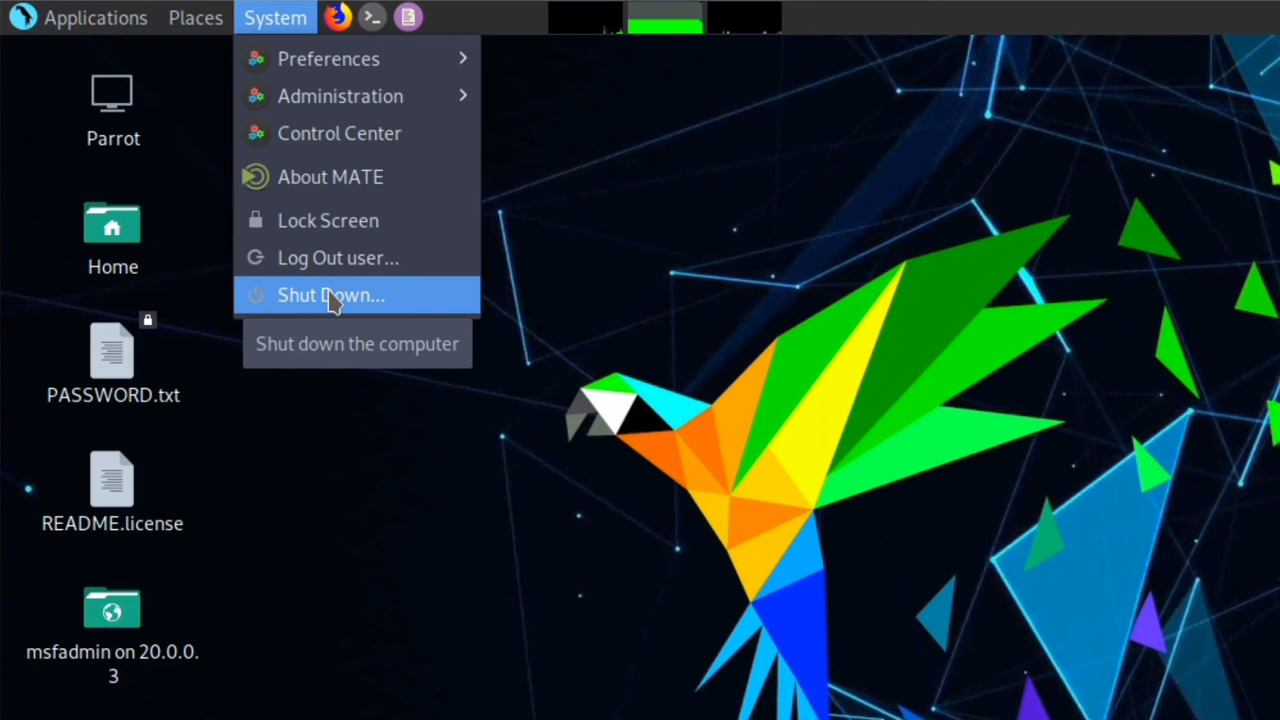 Applications Places System
Preferences
Administration
Control Center
About MATE
Lock Screen
Log Out user...
Shut Down...
Shut down the computer
Parrot
Home
PASSWORD.txt
README.license
msfadmin on 20.0.0.
3